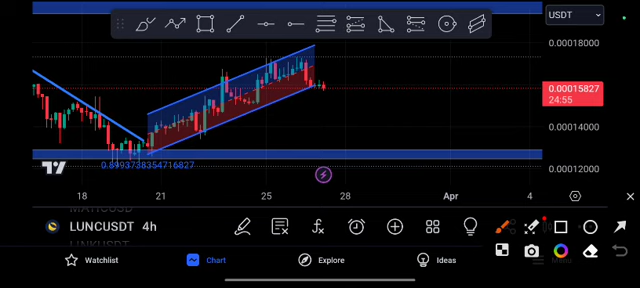 USDT
0.00018000
0.00015827
24:55
0.00014000
0.00012000
0.8993738354716827
18
21
25
28
Apr
4
LUNCUSDT 4h
LINKUSDT
Watchlist
Chart
Explore
Ideas